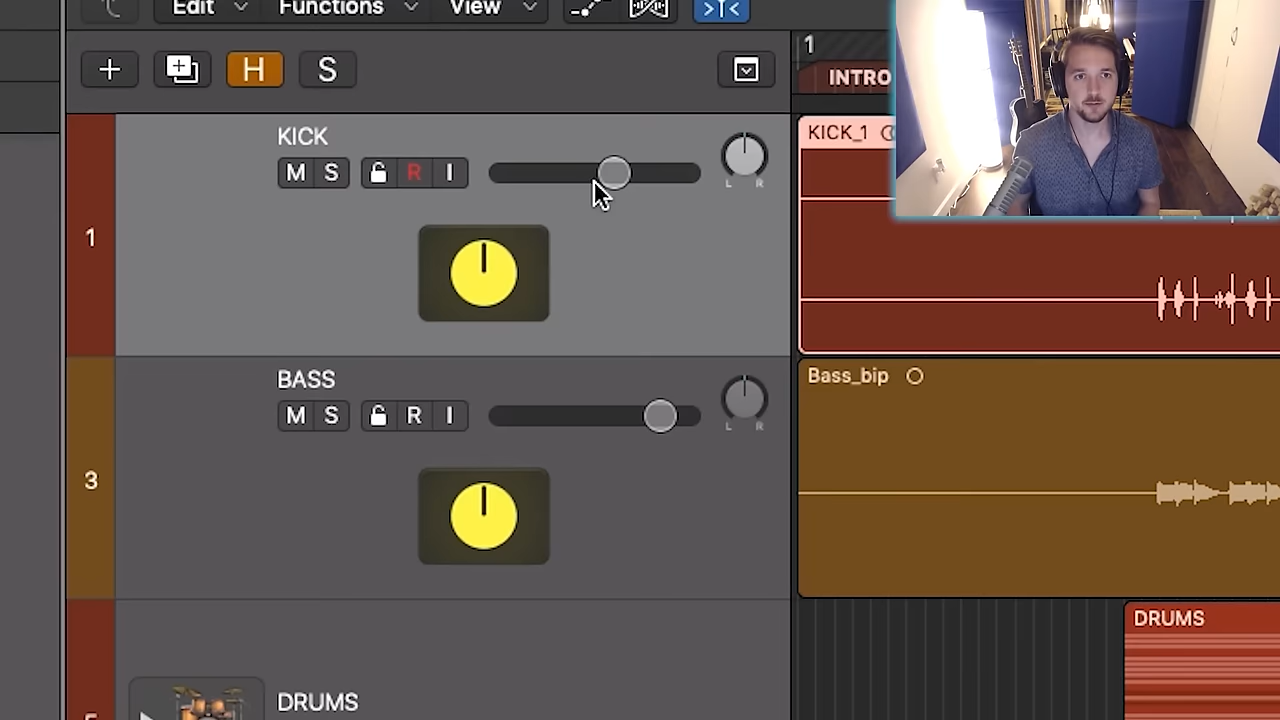 Edit Functions View
+ H S
1
INTRO
KICK
KICK_1
M S R I
L R
1
BASS
Bass_bip
M S R I
L R
3
DRUMS
DRUMS